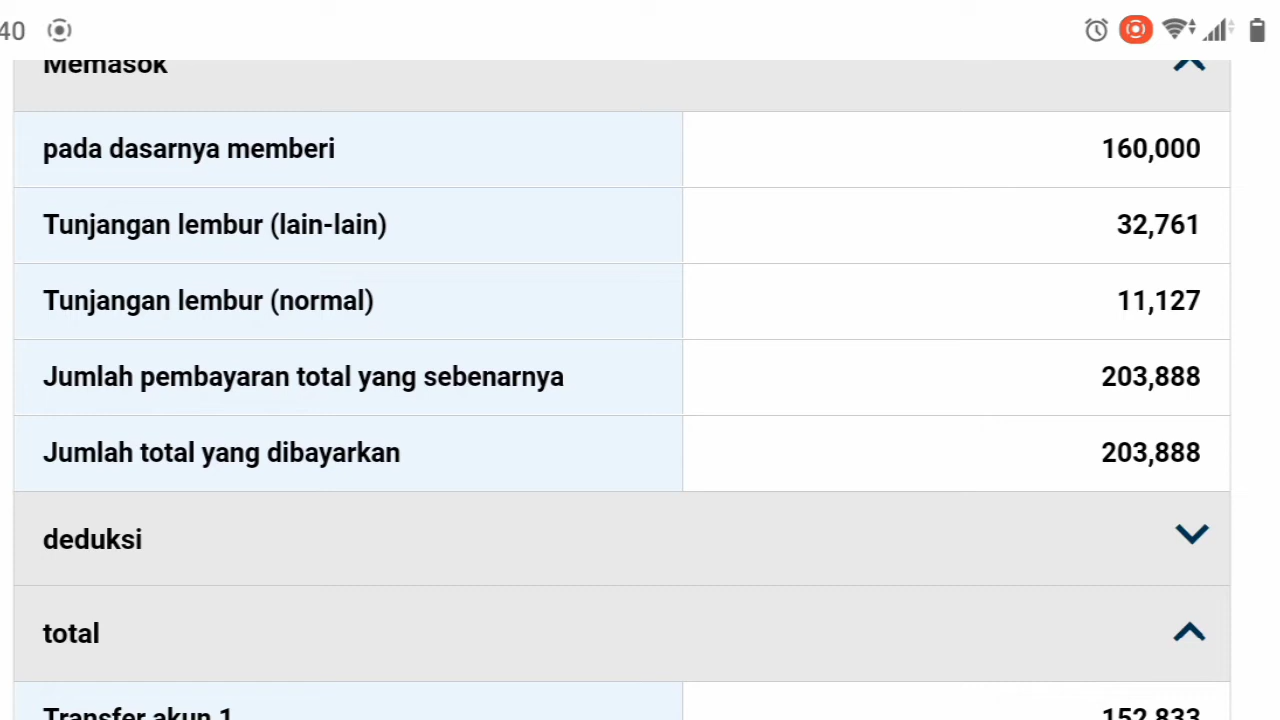 40
Memasok
pada dasarnya memberi 160,000
Tunjangan lembur (lain-lain) 32,761
Tunjangan lembur (normal) 11,127
Jumlah pembayaran total yang sebenarnya 203,888
Jumlah total yang dibayarkan 203,888
deduksi
total
Transfer akun 1 152,833